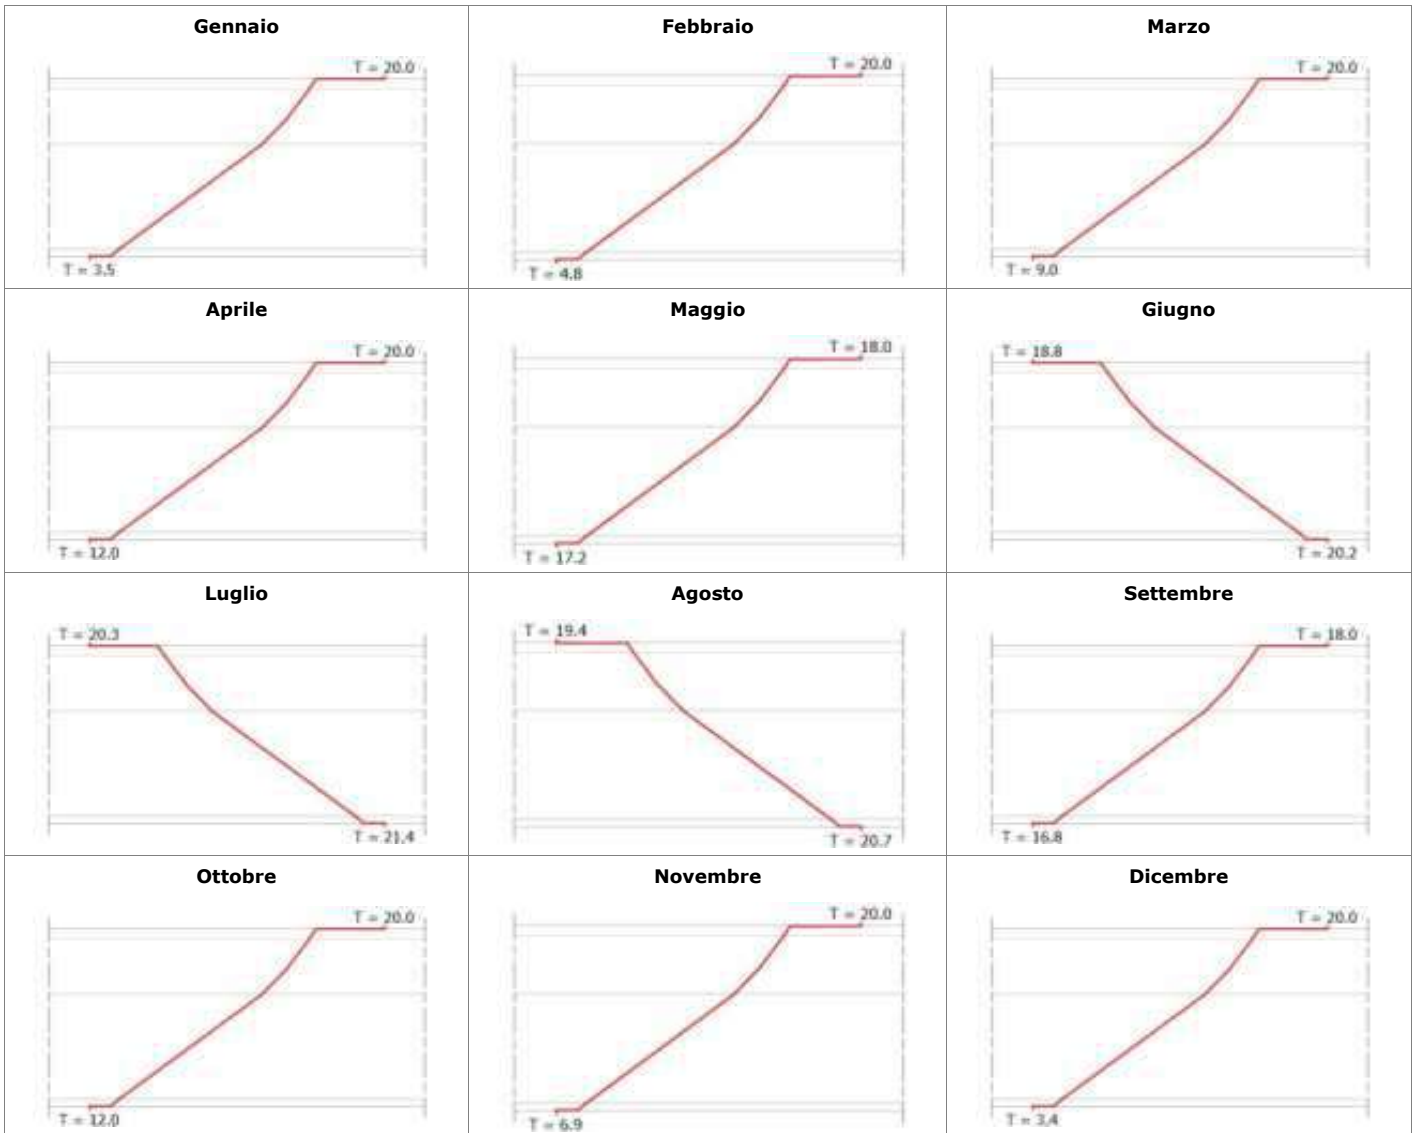 Gennaio
Febbraio
Marzo
T = 20.0
T = 20.0
T = 20.0
T = 3.5
T = 4.8
T = 9.0
Aprile
Maggio
Giugno
T = 20.0
T = 18.0
T = 18.8
T = 12.0
T = 17.2
T = 20.2
Luglio
Agosto
Settembre
T = 20.3
T = 19.4
T = 18.0
T = 21.4
T = 20.7
T = 16.8
Ottobre
Novembre
Dicembre
T = 20.0
T = 20.0
T = 20.0
T = 12.0
T = 6.9
T = 3.4